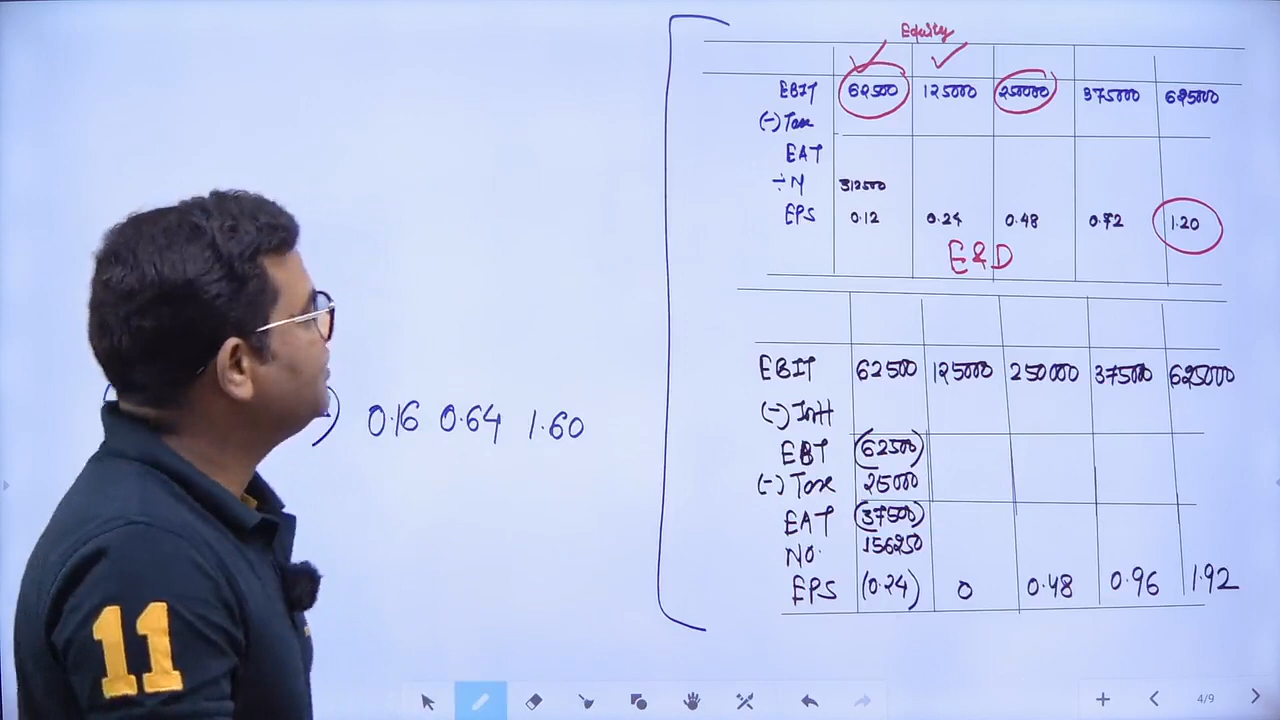 Equity
EBIT 62500 125000 250000 375000 625000
(-) Tax
EAT
÷ N 312500
EPS 0.12 0.24 0.48 0.72 1.20
E&D
EBIT 62500 125000 250000 375000 625000
(-) Intt
EBT (62500)
(-) Tax 25000
EAT (37500)
NO. 156250
EPS (0.24) 0 0.48 0.96 1.92
) 0.16 0.64 1.60
11
4/9